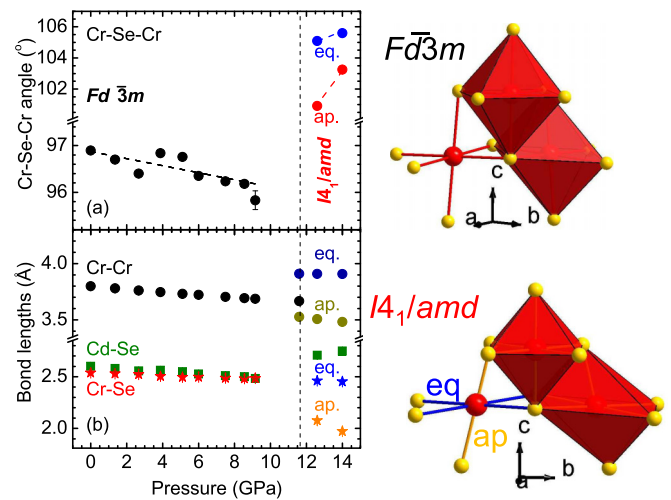 106
Cr-Se-Cr
eq.
104
Fd 3̅m
102
ap.
Cr-Se-Cr angle (°)
97
I4₁/amd
96
(a)
Cr-Cr
eq.
4.0
3.5
ap.
Bond lengths (Å)
Cd-Se
2.5
eq.
Cr-Se
ap.
2.0
(b)
0 2 4 6 8 10 12 14
Pressure (GPa)
Fd3̅m
c
a b
I4₁/amd
eq
ap
c
a b